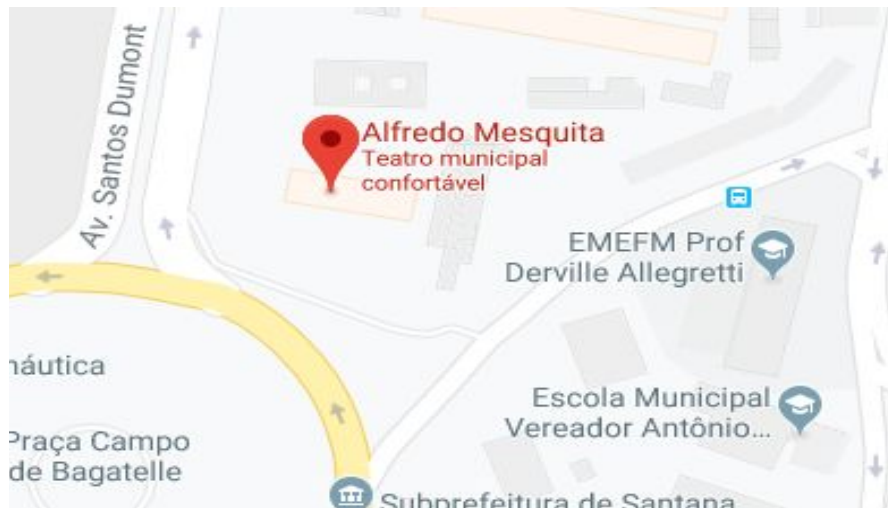 Av. Santos Dumont
Alfredo Mesquita
Teatro municipal
confortável
EMEFM Prof
Derville Allegretti
náutica
Escola Municipal
Vereador Antônio...
Praça Campo
de Bagatelle
Subprefeitura de Santana